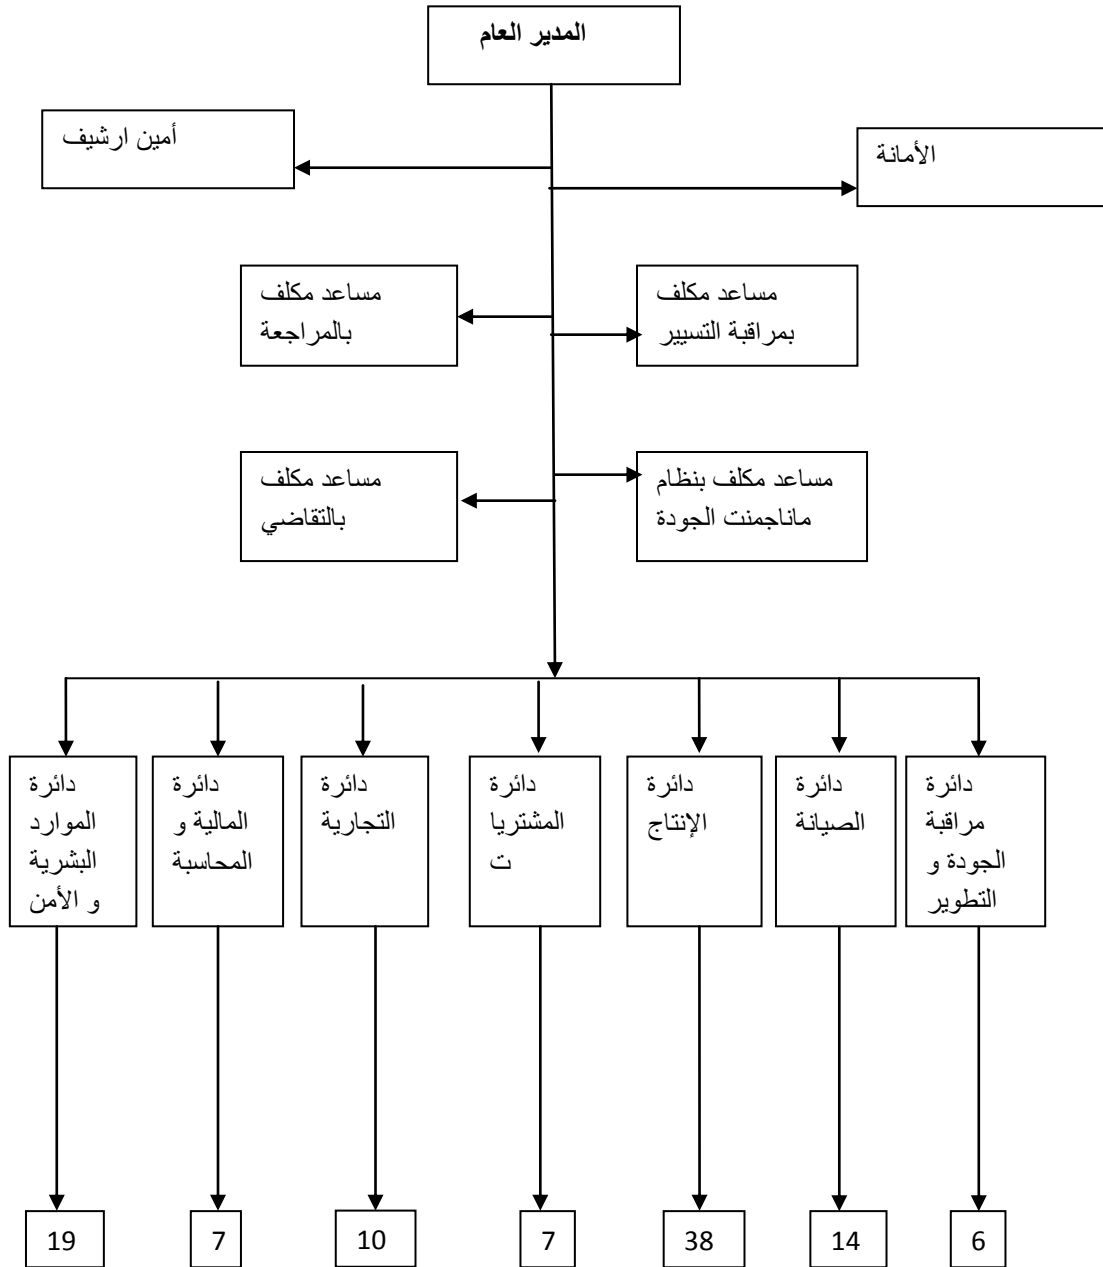 المدير العام
الأمانة
أمين ارشيف
مساعد مكلف
بمراقبة التسيير
مساعد مكلف
بالمراجعة
مساعد مكلف بنظام
ماناجمنت الجودة
مساعد مكلف
بالتقاضي
دائرة
مراقبة
الجودة و
التطوير
دائرة
الصيانة
دائرة
الإنتاج
دائرة
المشتريا
ت
دائرة
التجارية
دائرة
المالية و
المحاسبة
دائرة
الموارد
البشرية
و الأمن
6
14
38
7
10
7
19